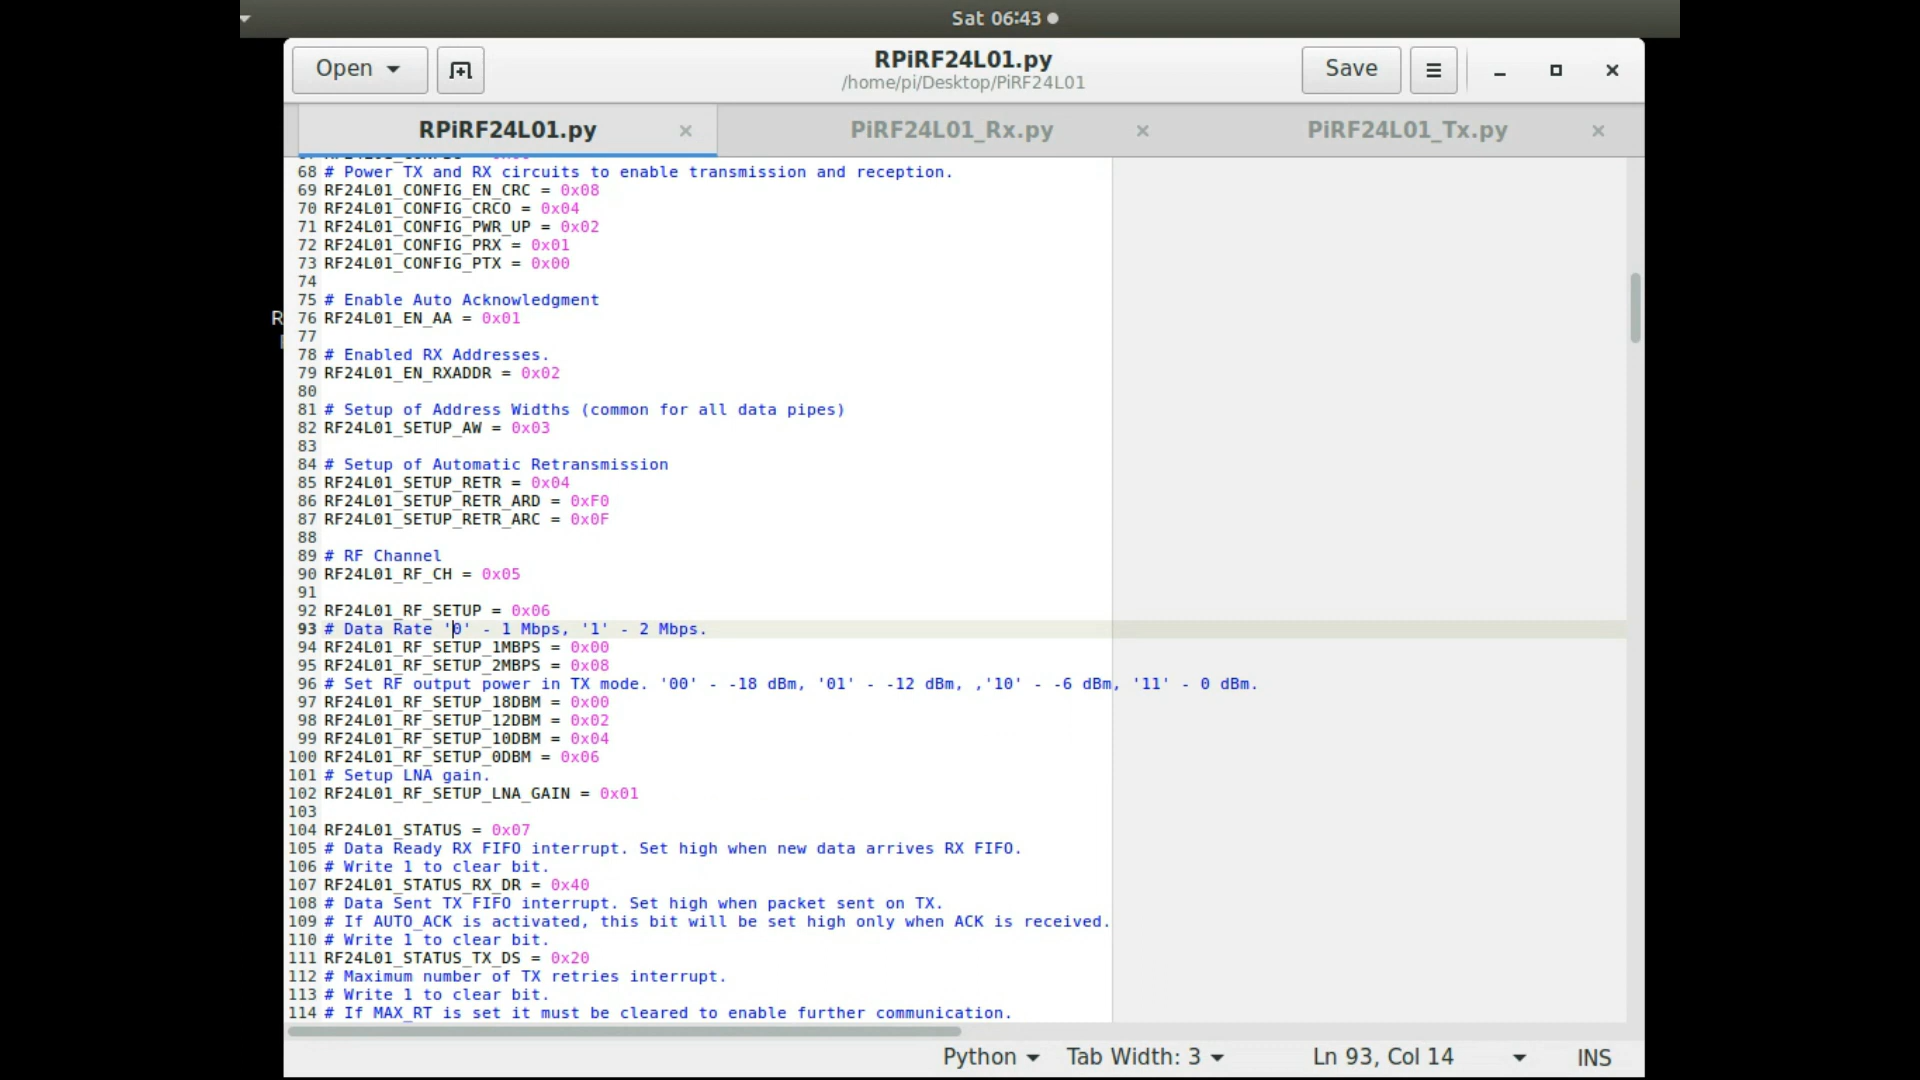 Sat 06:43
Open
RPiRF24L01.py
/home/pi/Desktop/PiRF24L01
Save
RPiRF24L01.py
PiRF24L01_Rx.py
PiRF24L01_Tx.py
68 # Power TX and RX circuits to enable transmission and reception.
69 RF24L01_CONFIG_EN_CRC = 0x08
70 RF24L01_CONFIG_CRCO = 0x04
71 RF24L01_CONFIG_PWR_UP = 0x02
72 RF24L01_CONFIG_PRX = 0x01
73 RF24L01_CONFIG_PTX = 0x00
74
75 # Enable Auto Acknowledgment
76 RF24L01_EN_AA = 0x01
77
78 # Enabled RX Addresses.
79 RF24L01_EN_RXADDR = 0x02
80
81 # Setup of Address Widths (common for all data pipes)
82 RF24L01_SETUP_AW = 0x03
83
84 # Setup of Automatic Retransmission
85 RF24L01_SETUP_RETR = 0x04
86 RF24L01_SETUP_RETR_ARD = 0xF0
87 RF24L01_SETUP_RETR_ARC = 0x0F
88
89 # RF Channel
90 RF24L01_RF_CH = 0x05
91
92 RF24L01_RF_SETUP = 0x06
93 # Data Rate '0' - 1 Mbps, '1' - 2 Mbps.
94 RF24L01_RF_SETUP_1MBPS = 0x00
95 RF24L01_RF_SETUP_2MBPS = 0x08
96 # Set RF output power in TX mode. '00' - -18 dBm, '01' - -12 dBm, ,'10' - -6 dBm, '11' - 0 dBm.
97 RF24L01_RF_SETUP_18DBM = 0x00
98 RF24L01_RF_SETUP_12DBM = 0x02
99 RF24L01_RF_SETUP_10DBM = 0x04
100 RF24L01_RF_SETUP_0DBM = 0x06
101 # Setup LNA gain.
102 RF24L01_RF_SETUP_LNA_GAIN = 0x01
103
104 RF24L01_STATUS = 0x07
105 # Data Ready RX FIFO interrupt. Set high when new data arrives RX FIFO.
106 # Write 1 to clear bit.
107 RF24L01_STATUS_RX_DR = 0x40
108 # Data Sent TX FIFO interrupt. Set high when packet sent on TX.
109 # If AUTO_ACK is activated, this bit will be set high only when ACK is received.
110 # Write 1 to clear bit.
111 RF24L01_STATUS_TX_DS = 0x20
112 # Maximum number of TX retries interrupt.
113 # Write 1 to clear bit.
114 # If MAX_RT is set it must be cleared to enable further communication.
Python
Tab Width: 3
Ln 93, Col 14
INS